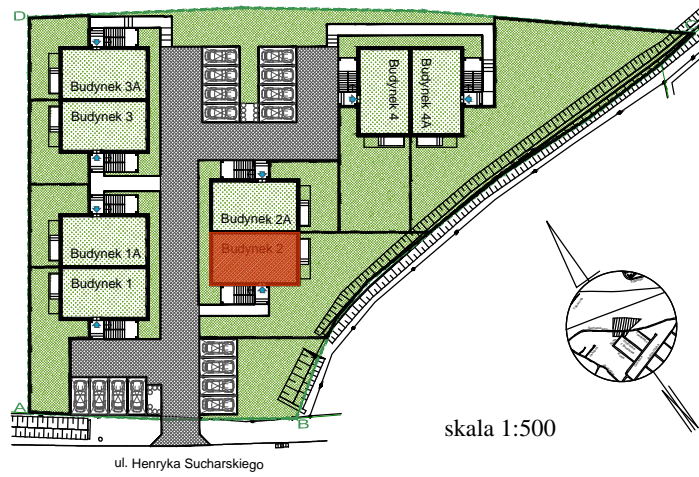 D
Budynek 3A
Budynek 3
Budynek 4
Budynek 4A
Budynek 2A
Budynek 2
Budynek 1A
Budynek 1
A
B
skala 1:500
ul. Henryka Sucharskiego